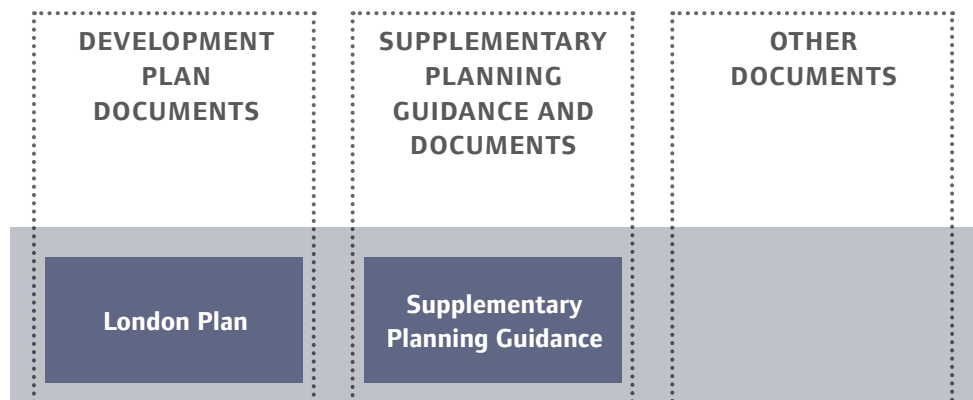 DEVELOPMENT
PLAN
DOCUMENTS
SUPPLEMENTARY
PLANNING
GUIDANCE AND
DOCUMENTS
OTHER
DOCUMENTS
London Plan
Supplementary
Planning Guidance